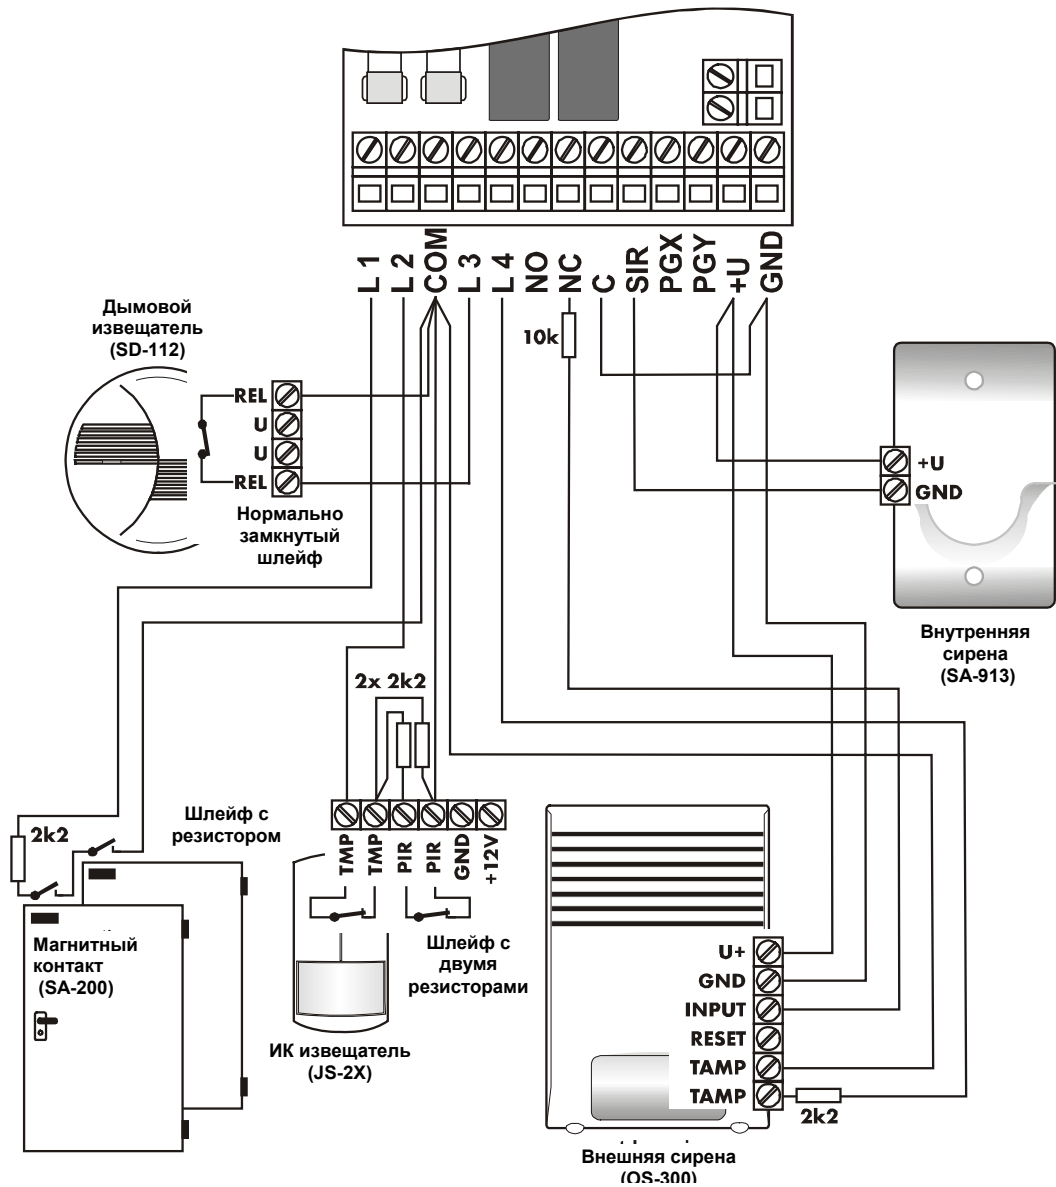 L 1
L 2
COM
L 3
L 4
NO
NC
C
SIR
PGX
PGY
+U
GND
Дымовой
извещатель
(SD-112)
10k
REL
U
U
REL
+U
GND
Нормально
замкнутый
шлейф
Внутренняя
сирена
(SA-913)
2x 2k2
Шлейф с
резистором
2k2
TMP
TMP
PIR
PIR
GND
+12V
Магнитный
контакт
(SA-200)
Шлейф с
двумя
резисторами
ИК извещатель
(JS-2X)
U+
GND
INPUT
RESET
TAMP
TAMP
2k2
Внешняя сирена
(OS-300)